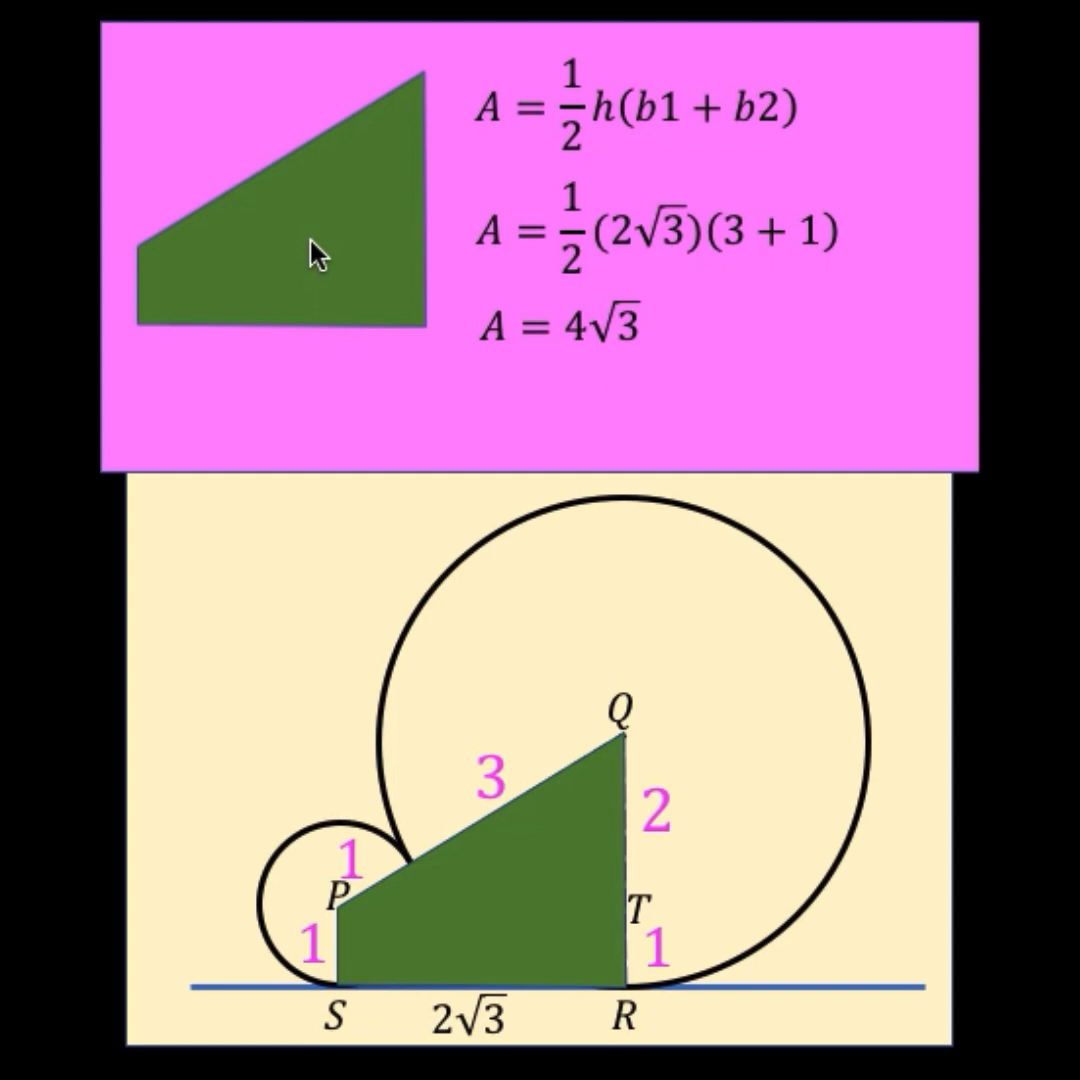 A = 1/2 h(b1 + b2)
A = 1/2 (2√3)(3 + 1)
A = 4√3
Q
3
2
1
P
T
1
1
S
2√3
R